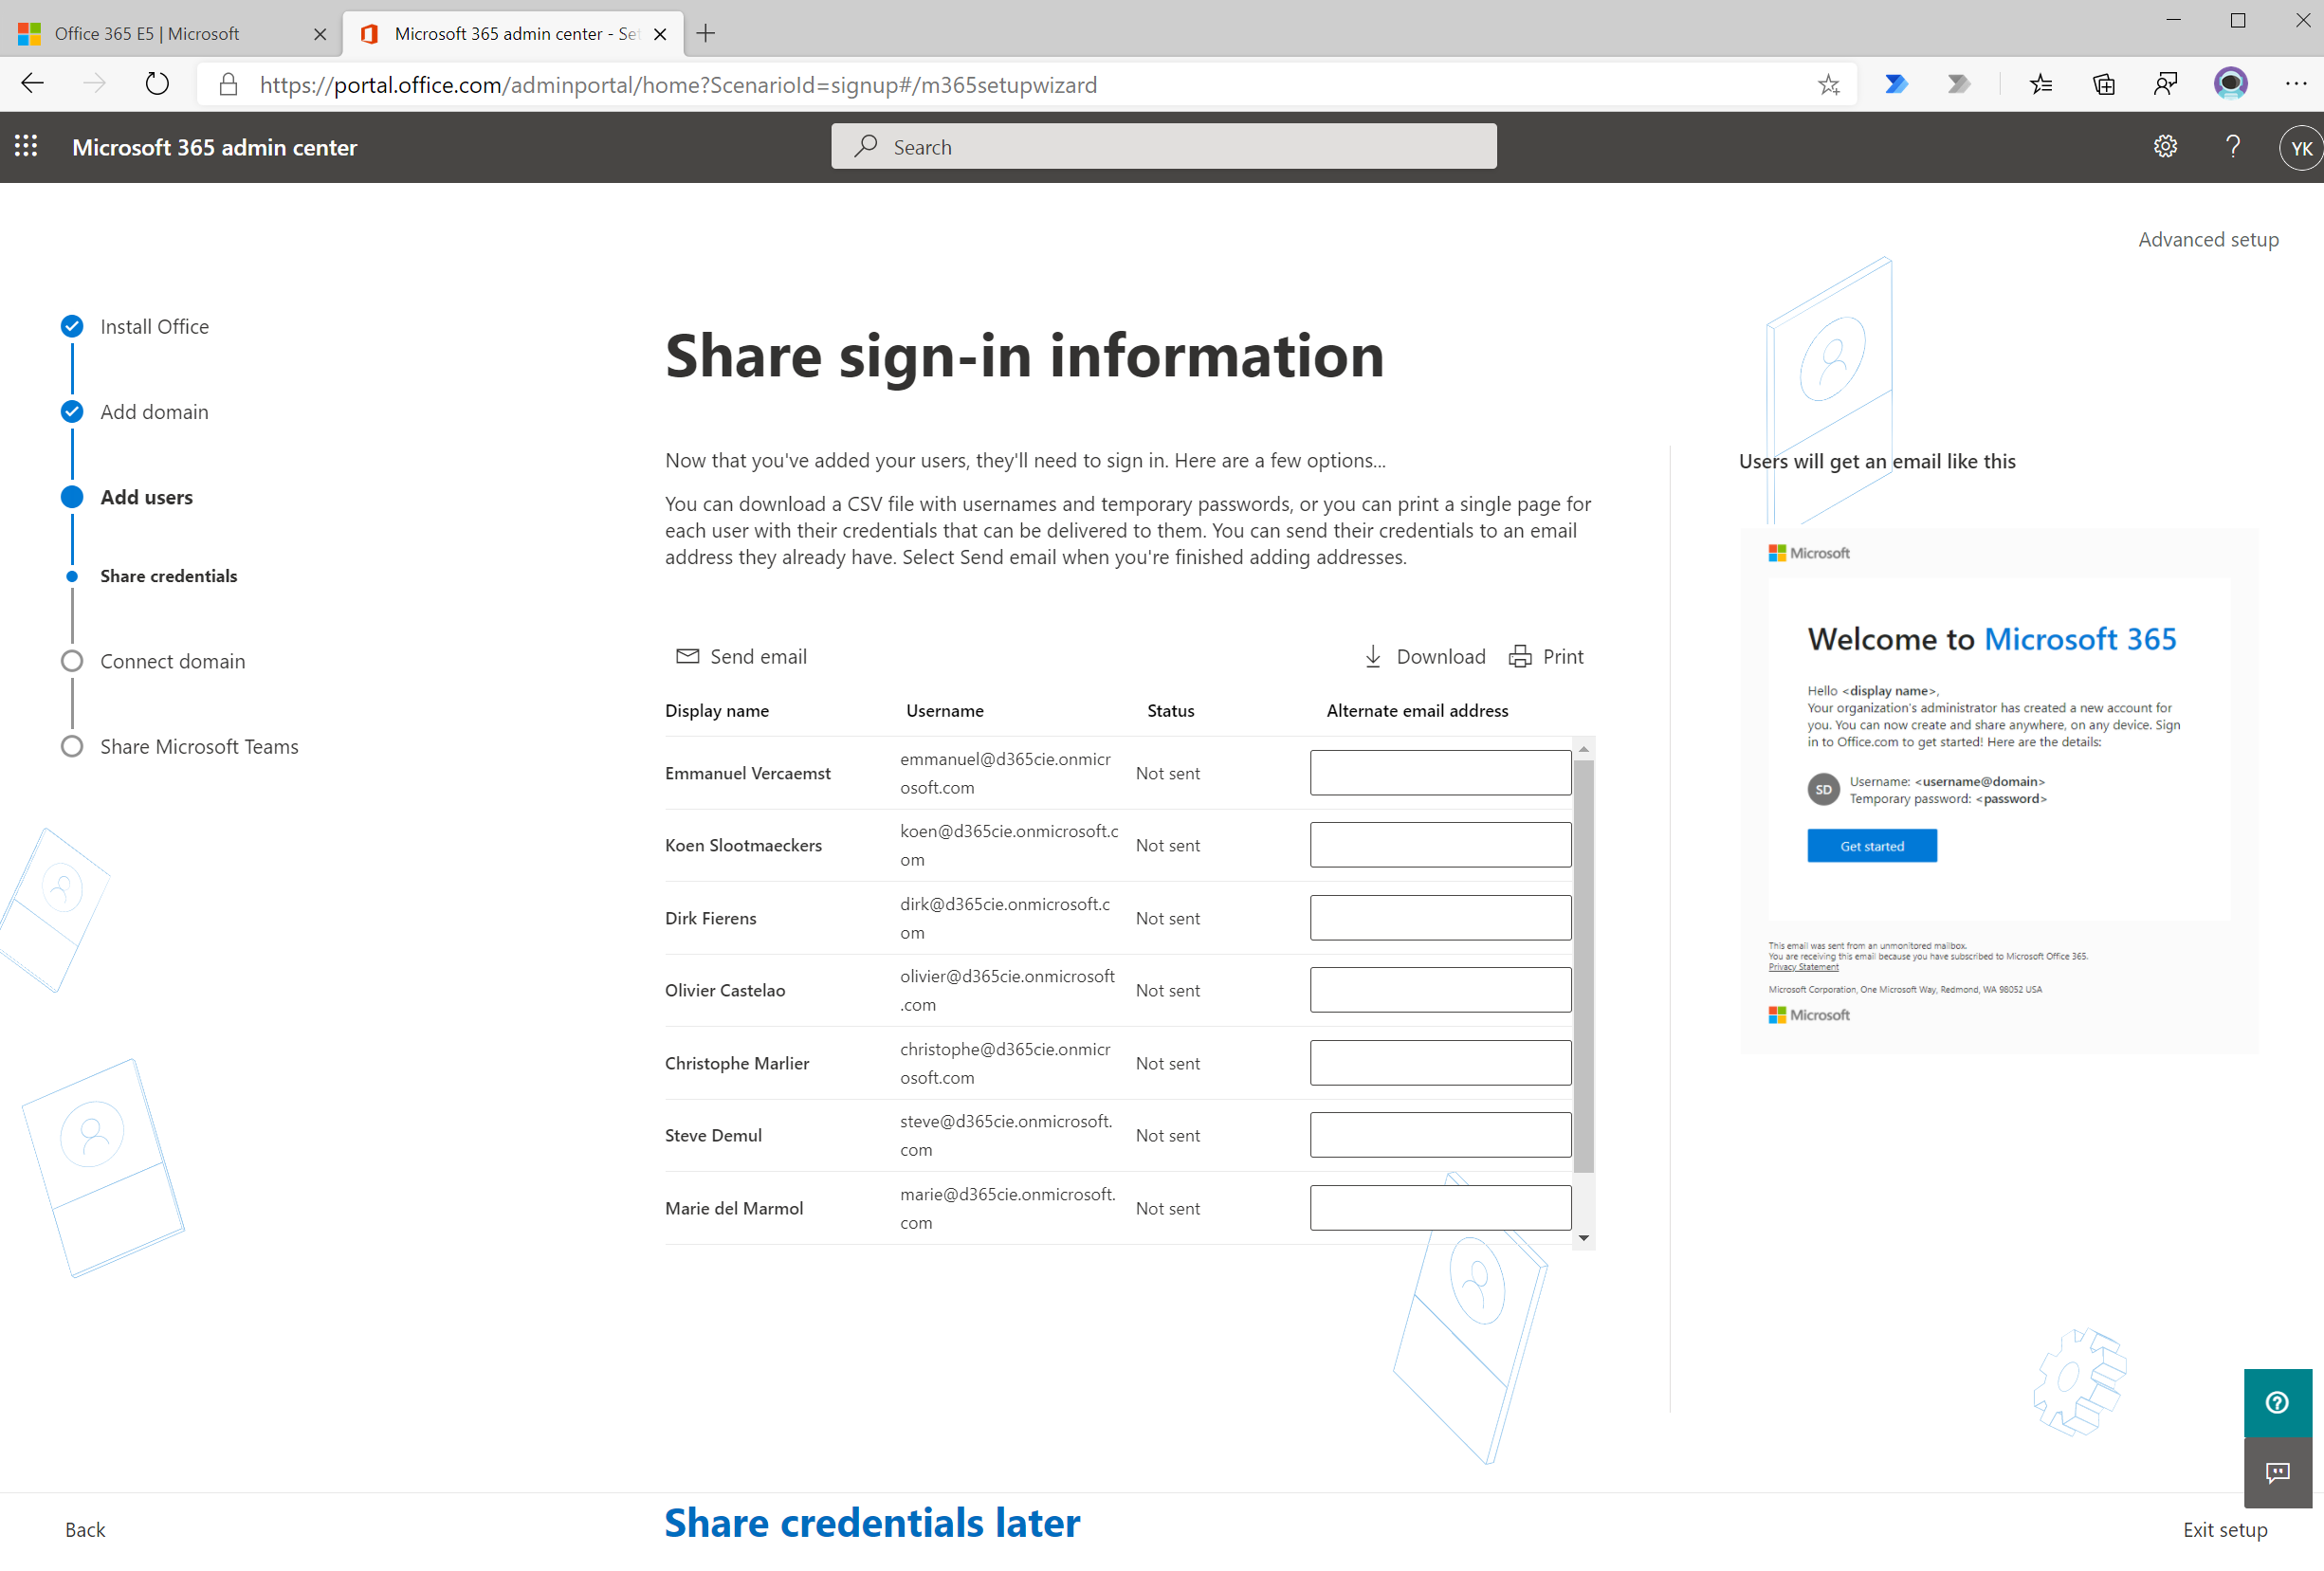 Office 365 E5 | Microsoft
Microsoft 365 admin center - Set
https://portal.office.com/adminportal/home?ScenarioId=signup#/m365setupwizard
Microsoft 365 admin center
Search
YK
Advanced setup
Install Office
Add domain
Add users
Share credentials
Connect domain
Share Microsoft Teams
Share sign-in information
Now that you've added your users, they'll need to sign in. Here are a few options...
You can download a CSV file with usernames and temporary passwords, or you can print a single page for
each user with their credentials that can be delivered to them. You can send their credentials to an email
address they already have. Select Send email when you're finished adding addresses.
Send email
Download
Print
Display name Username Status Alternate email address
Emmanuel Vercaemst
emmanuel@d365cie.onmicr
osoft.com
Not sent
Koen Slootmaeckers
koen@d365cie.onmicrosoft.c
om
Not sent
Dirk Fierens
dirk@d365cie.onmicrosoft.c
om
Not sent
Olivier Castelao
olivier@d365cie.onmicrosoft
.com
Not sent
Christophe Marlier
christophe@d365cie.onmicr
osoft.com
Not sent
Steve Demul
steve@d365cie.onmicrosoft.
com
Not sent
Marie del Marmol
marie@d365cie.onmicrosoft.
com
Not sent
Users will get an email like this
Microsoft
Welcome to Microsoft 365
Hello <display name>,
Your organization's administrator has created a new account for
you. You can now create and share anywhere, on any device. Sign
in to Office.com to get started! Here are the details:
SD
Username: <username@domain>
Temporary password: <password>
Get started
This email was sent from an unmonitored mailbox.
You are receiving this email because you have subscribed to Microsoft Office 365.
Privacy Statement
Microsoft Corporation, One Microsoft Way, Redmond, WA 98052 USA
Microsoft
Back
Share credentials later
Exit setup